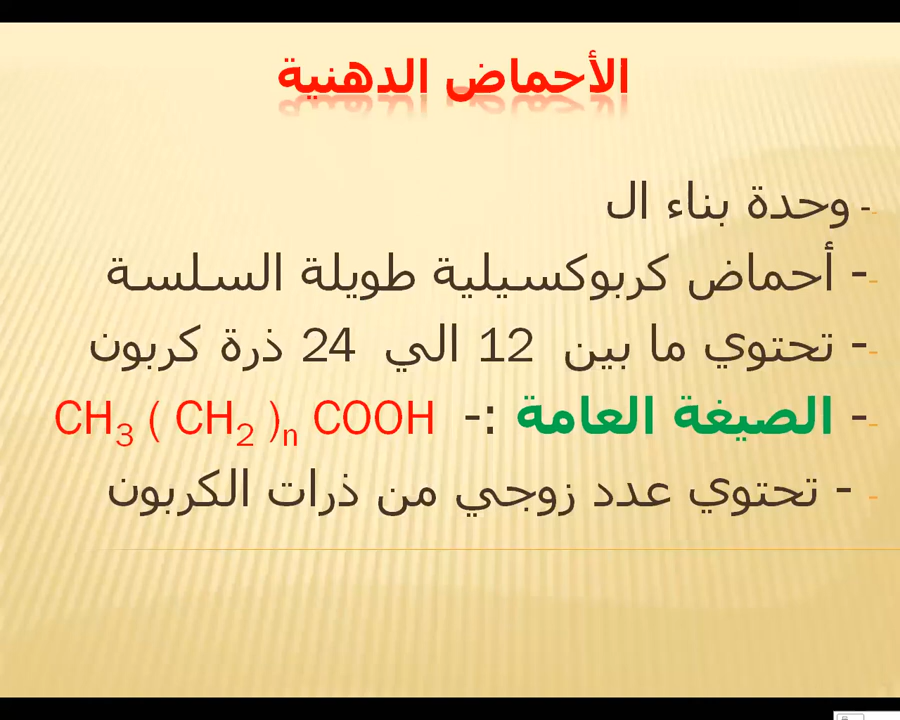 الأحماض الدهنية
- وحدة بناء ال
- أحماض كربوكسيلية طويلة السلسة
- تحتوي ما بين 12 الي 24 ذرة كربون
- الصيغة العامة :- CH3 ( CH2 )n COOH
- تحتوي عدد زوجي من ذرات الكربون